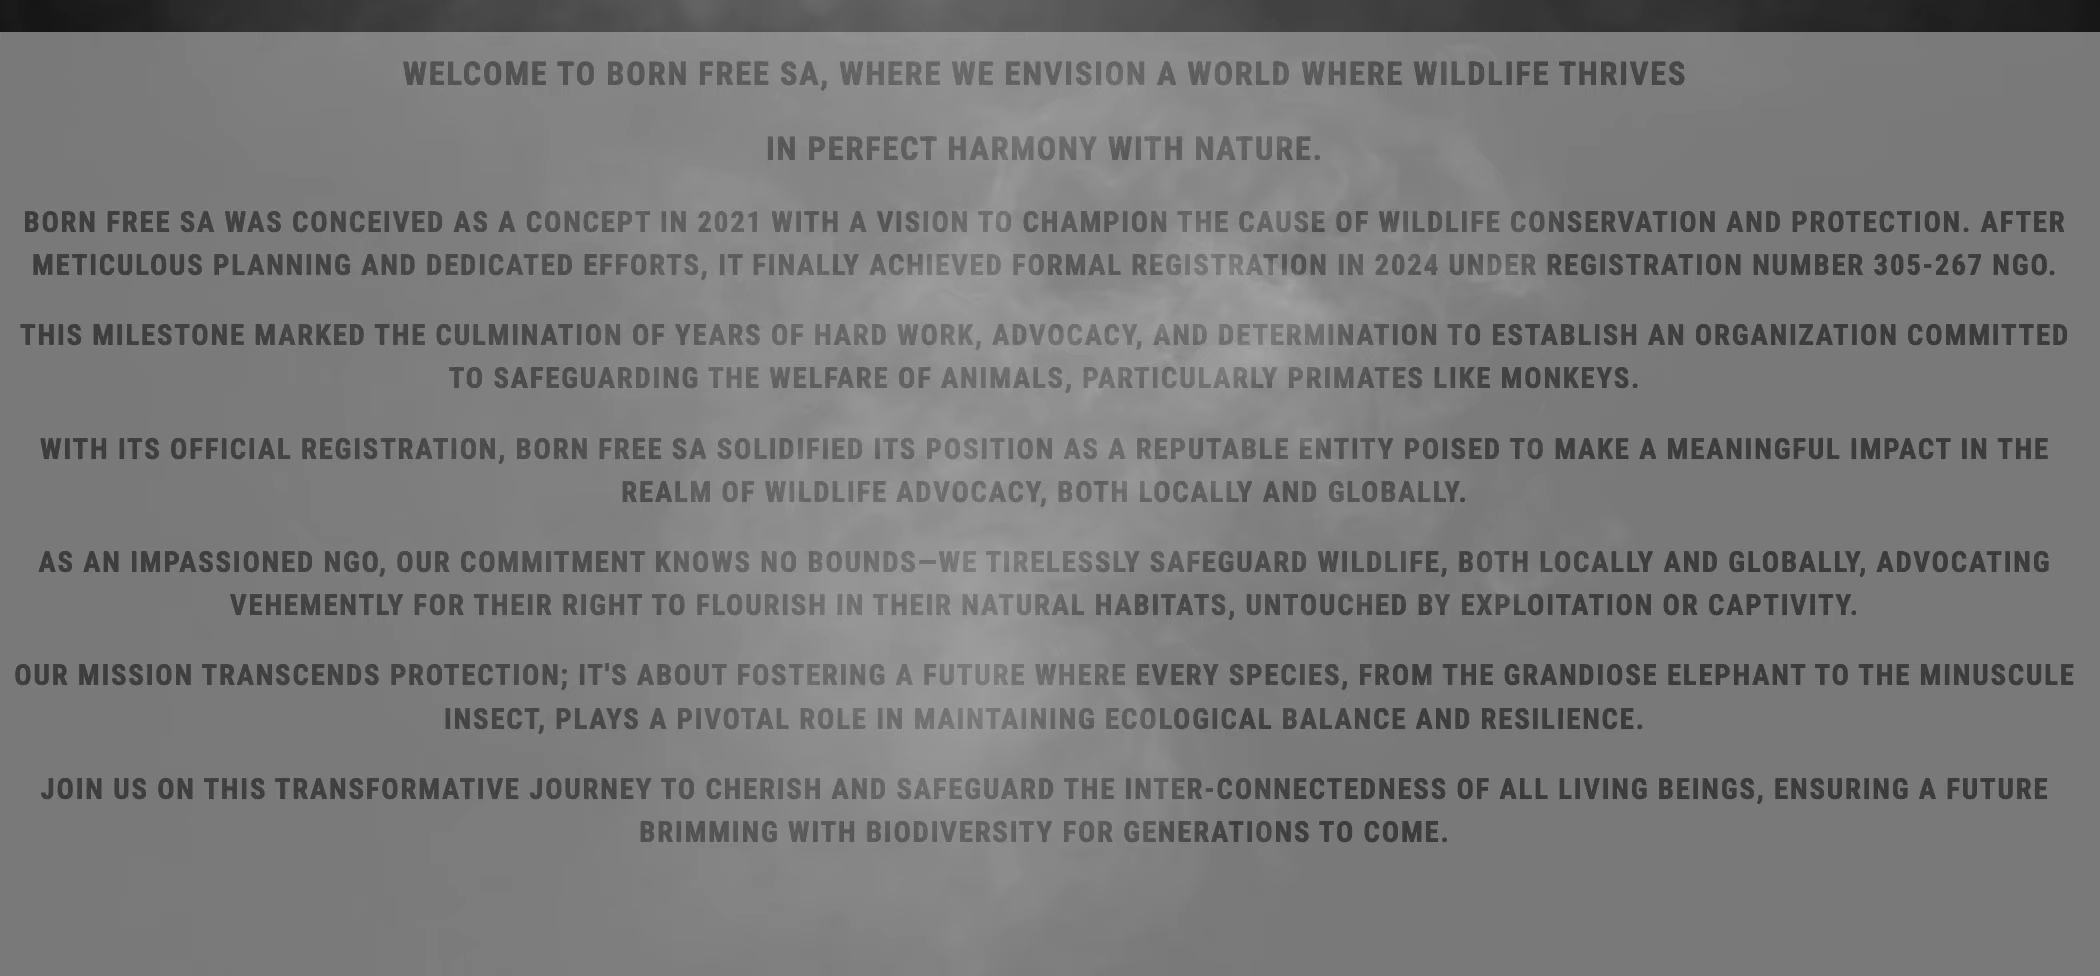 WELCOME TO BORN FREE SA, WHERE WE ENVISION A WORLD WHERE WILDLIFE THRIVES
IN PERFECT HARMONY WITH NATURE.
BORN FREE SA WAS CONCEIVED AS A CONCEPT IN 2021 WITH A VISION TO CHAMPION THE CAUSE OF WILDLIFE CONSERVATION AND PROTECTION. AFTER
METICULOUS PLANNING AND DEDICATED EFFORTS, IT FINALLY ACHIEVED FORMAL REGISTRATION IN 2024 UNDER REGISTRATION NUMBER 305-267 NGO.
THIS MILESTONE MARKED THE CULMINATION OF YEARS OF HARD WORK, ADVOCACY, AND DETERMINATION TO ESTABLISH AN ORGANIZATION COMMITTED
TO SAFEGUARDING THE WELFARE OF ANIMALS, PARTICULARLY PRIMATES LIKE MONKEYS.
WITH ITS OFFICIAL REGISTRATION, BORN FREE SA SOLIDIFIED ITS POSITION AS A REPUTABLE ENTITY POISED TO MAKE A MEANINGFUL IMPACT IN THE
REALM OF WILDLIFE ADVOCACY, BOTH LOCALLY AND GLOBALLY.
AS AN IMPASSIONED NGO, OUR COMMITMENT KNOWS NO BOUNDS—WE TIRELESSLY SAFEGUARD WILDLIFE, BOTH LOCALLY AND GLOBALLY, ADVOCATING
VEHEMENTLY FOR THEIR RIGHT TO FLOURISH IN THEIR NATURAL HABITATS, UNTOUCHED BY EXPLOITATION OR CAPTIVITY.
OUR MISSION TRANSCENDS PROTECTION; IT'S ABOUT FOSTERING A FUTURE WHERE EVERY SPECIES, FROM THE GRANDIOSE ELEPHANT TO THE MINUSCULE
INSECT, PLAYS A PIVOTAL ROLE IN MAINTAINING ECOLOGICAL BALANCE AND RESILIENCE.
JOIN US ON THIS TRANSFORMATIVE JOURNEY TO CHERISH AND SAFEGUARD THE INTER-CONNECTEDNESS OF ALL LIVING BEINGS, ENSURING A FUTURE
BRIMMING WITH BIODIVERSITY FOR GENERATIONS TO COME.